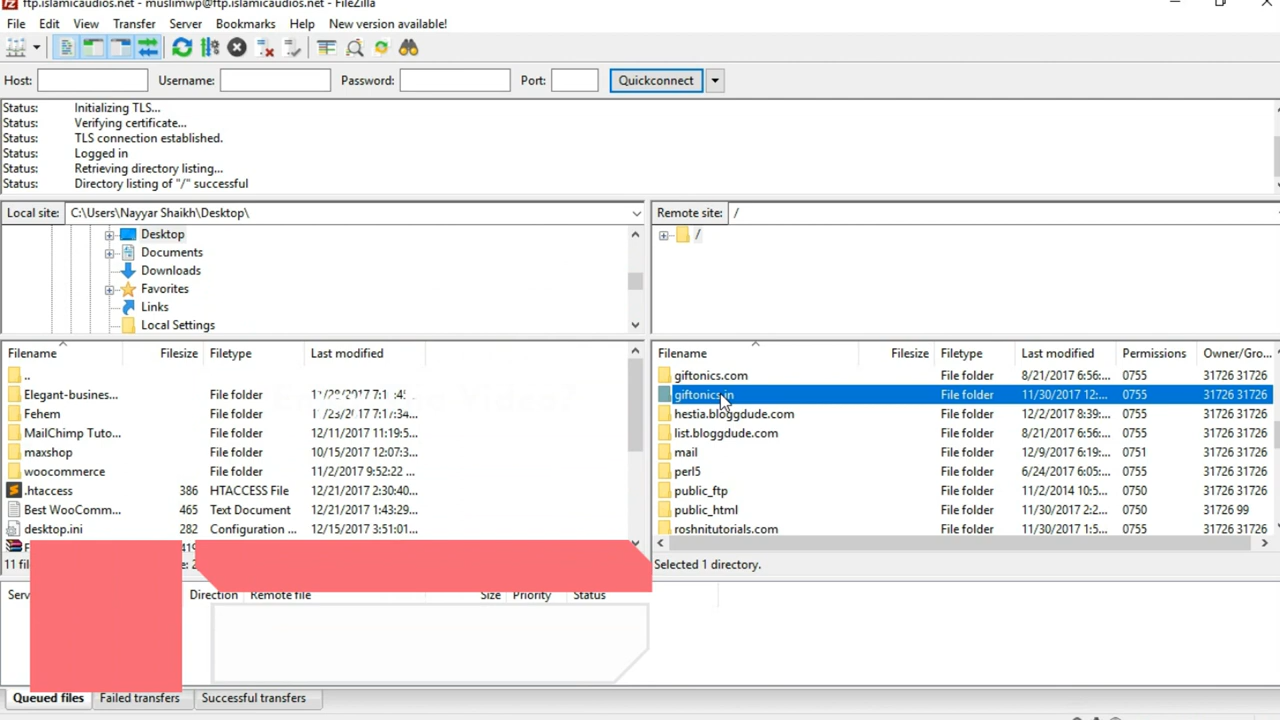 ftp.islamicaudios.net - muslimwp@ftp.islamicaudios.net - FileZilla
File Edit View Transfer Server Bookmarks Help New version available!
Host: Username: Password: Port: Quickconnect
Status: Initializing TLS...
Status: Verifying certificate...
Status: TLS connection established.
Status: Logged in
Status: Retrieving directory listing...
Status: Directory listing of "/" successful
Local site: C:\Users\Nayyar Shaikh\Desktop\
Desktop
Documents
Downloads
Favorites
Links
Local Settings
Remote site: /
/
Filename Filesize Filetype Last modified
..
Elegant-busines... File folder
Fehem File folder
MailChimp Tuto... File folder 12/11/2017 11:19:5...
maxshop File folder 10/15/2017 12:07:3...
woocommerce File folder 11/2/2017 9:52:22 ...
.htaccess 386 HTACCESS File 12/21/2017 2:30:40...
Best WooComm... 465 Text Document 12/21/2017 1:43:29...
desktop.ini 282 Configuration ... 12/15/2017 3:51:01...
Filename Filesize Filetype Last modified Permissions Owner/Gro...
giftonics.com File folder 8/21/2017 6:56:... 0755 31726 31726
giftonics.in File folder 11/30/2017 12:... 0755 31726 31726
hestia.bloggdude.com File folder 12/2/2017 8:39:... 0755 31726 31726
list.bloggdude.com File folder 8/21/2017 6:56:... 0755 31726 31726
mail File folder 12/9/2017 6:19:... 0751 31726 31726
perl5 File folder 6/24/2017 6:05:... 0755 31726 31726
public_ftp File folder 11/2/2014 10:5... 0750 31726 31726
public_html File folder 11/30/2017 2:2... 0750 31726 99
roshnitutorials.com File folder 11/30/2017 1:5... 0755 31726 31726
Selected 1 directory.
Direction Remote file Size Priority Status
Queued files Failed transfers Successful transfers